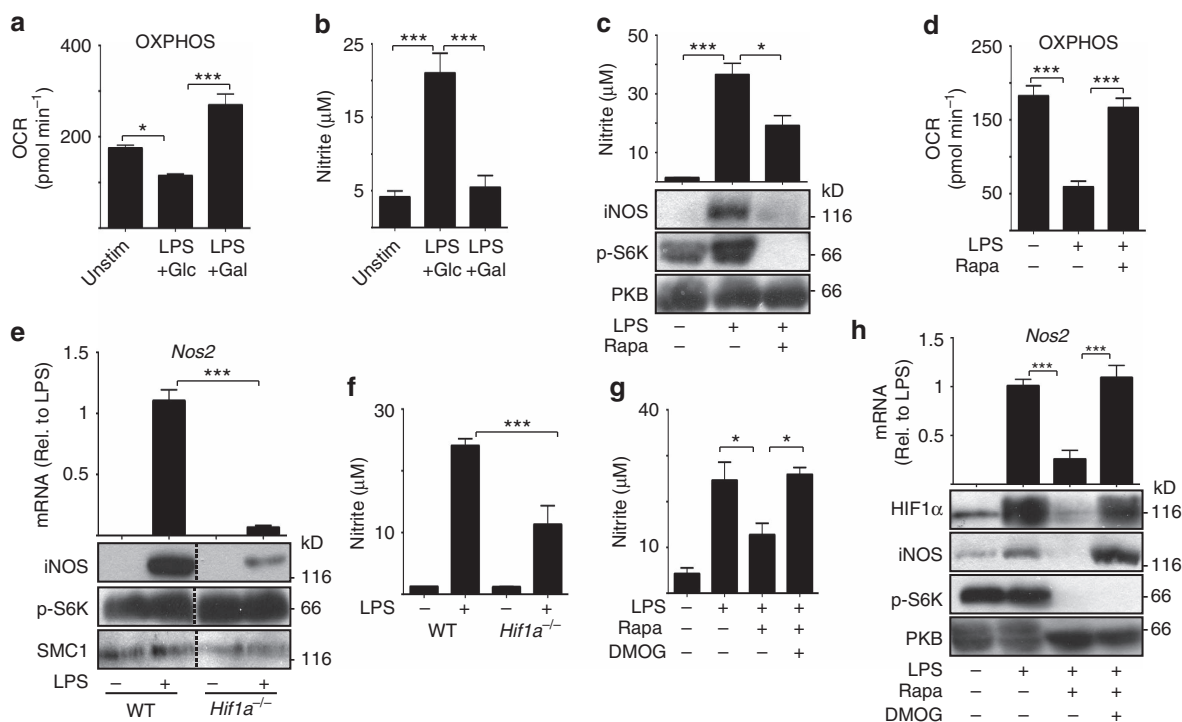 a
OXPHOS
OCR
(pmol min⁻¹)
400
200
100
*
***
Unstim
LPS
+Glc
LPS
+Gal
b
Nitrite (μM)
25
15
5
***
***
Unstim
LPS
+Glc
LPS
+Gal
c
Nitrite (μM)
50
30
10
***
*
kD
iNOS
116
p-S6K
66
PKB
66
LPS – + +
Rapa – – +
d
OXPHOS
OCR
(pmol min⁻¹)
250
150
50
***
***
LPS – + +
Rapa – – +
e
Nos2
mRNA (Rel. to LPS)
1.5
1
.5
***
kD
iNOS
116
p-S6K
66
SMC1
116
LPS – + – +
WT
Hif1a⁻/⁻
f
Nitrite (μM)
30
10
***
LPS – + – +
WT
Hif1a⁻/⁻
g
Nitrite (μM)
40
10
*
*
LPS – + + +
Rapa – – + +
DMOG – – – +
h
Nos2
mRNA
(Rel. to LPS)
1.5
1
.5
***
***
kD
HIF1α
116
iNOS
116
p-S6K
66
PKB
66
LPS – + + +
Rapa – – + +
DMOG – – – +